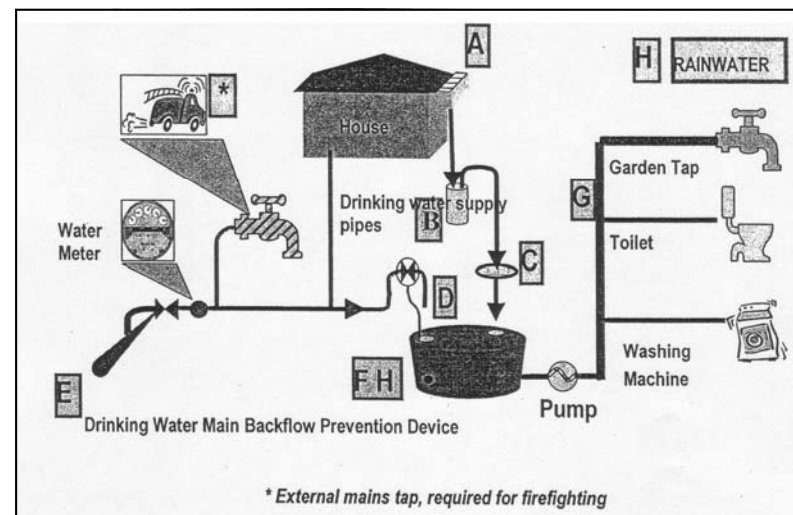 A
H
RAINWATER
*
House
Garden Tap
Drinking water supply
pipes
B
G
Water
Meter
Toilet
C
D
E
F H
Washing
Machine
Pump
Drinking Water Main Backflow Prevention Device
* External mains tap, required for firefighting